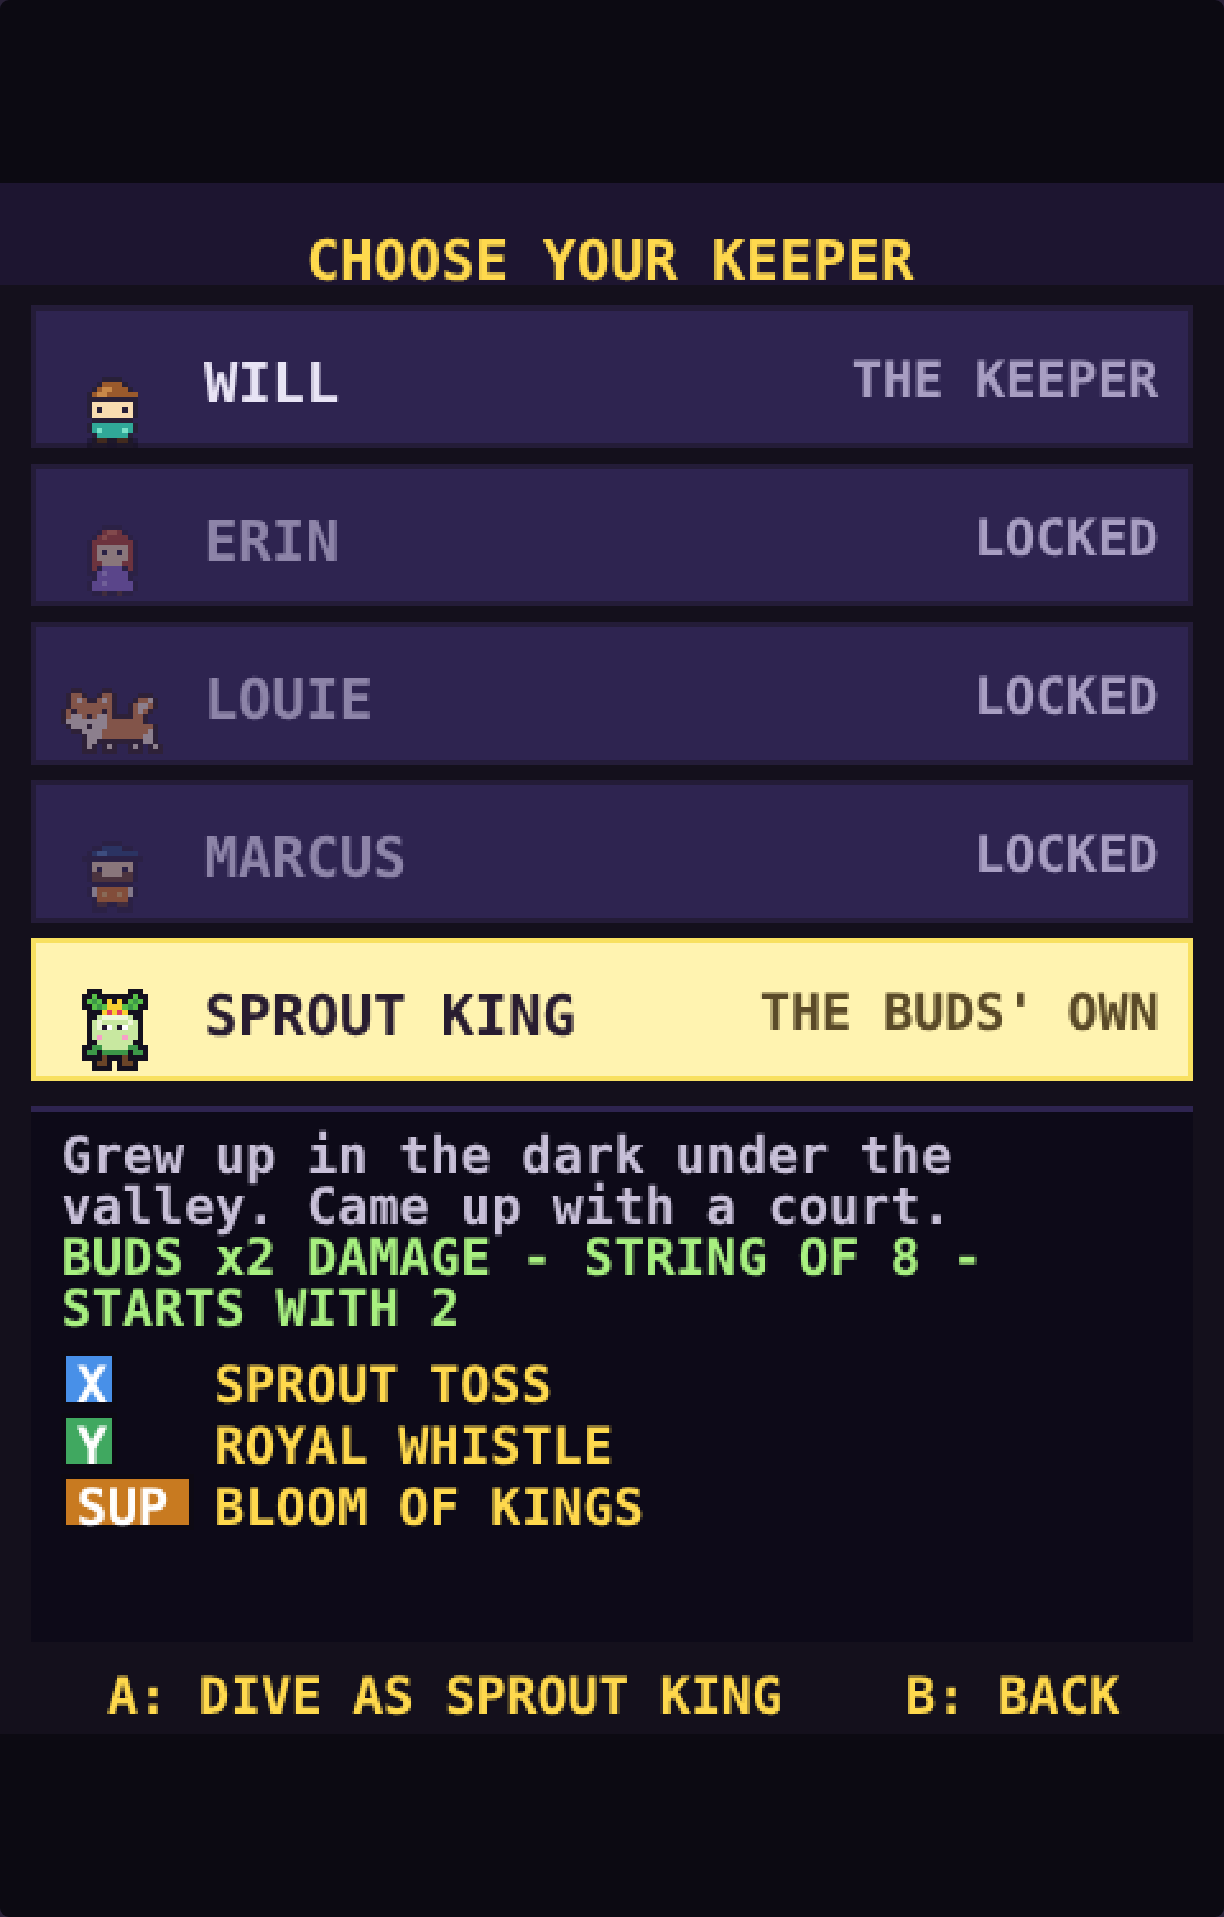 CHOOSE YOUR KEEPER
WILL THE KEEPER
ERIN LOCKED
LOUIE LOCKED
MARCUS LOCKED
SPROUT KING THE BUDS' OWN
Grew up in the dark under the
valley. Came up with a court.
BUDS x2 DAMAGE - STRING OF 8 -
STARTS WITH 2
X SPROUT TOSS
Y ROYAL WHISTLE
SUP BLOOM OF KINGS
A: DIVE AS SPROUT KING B: BACK